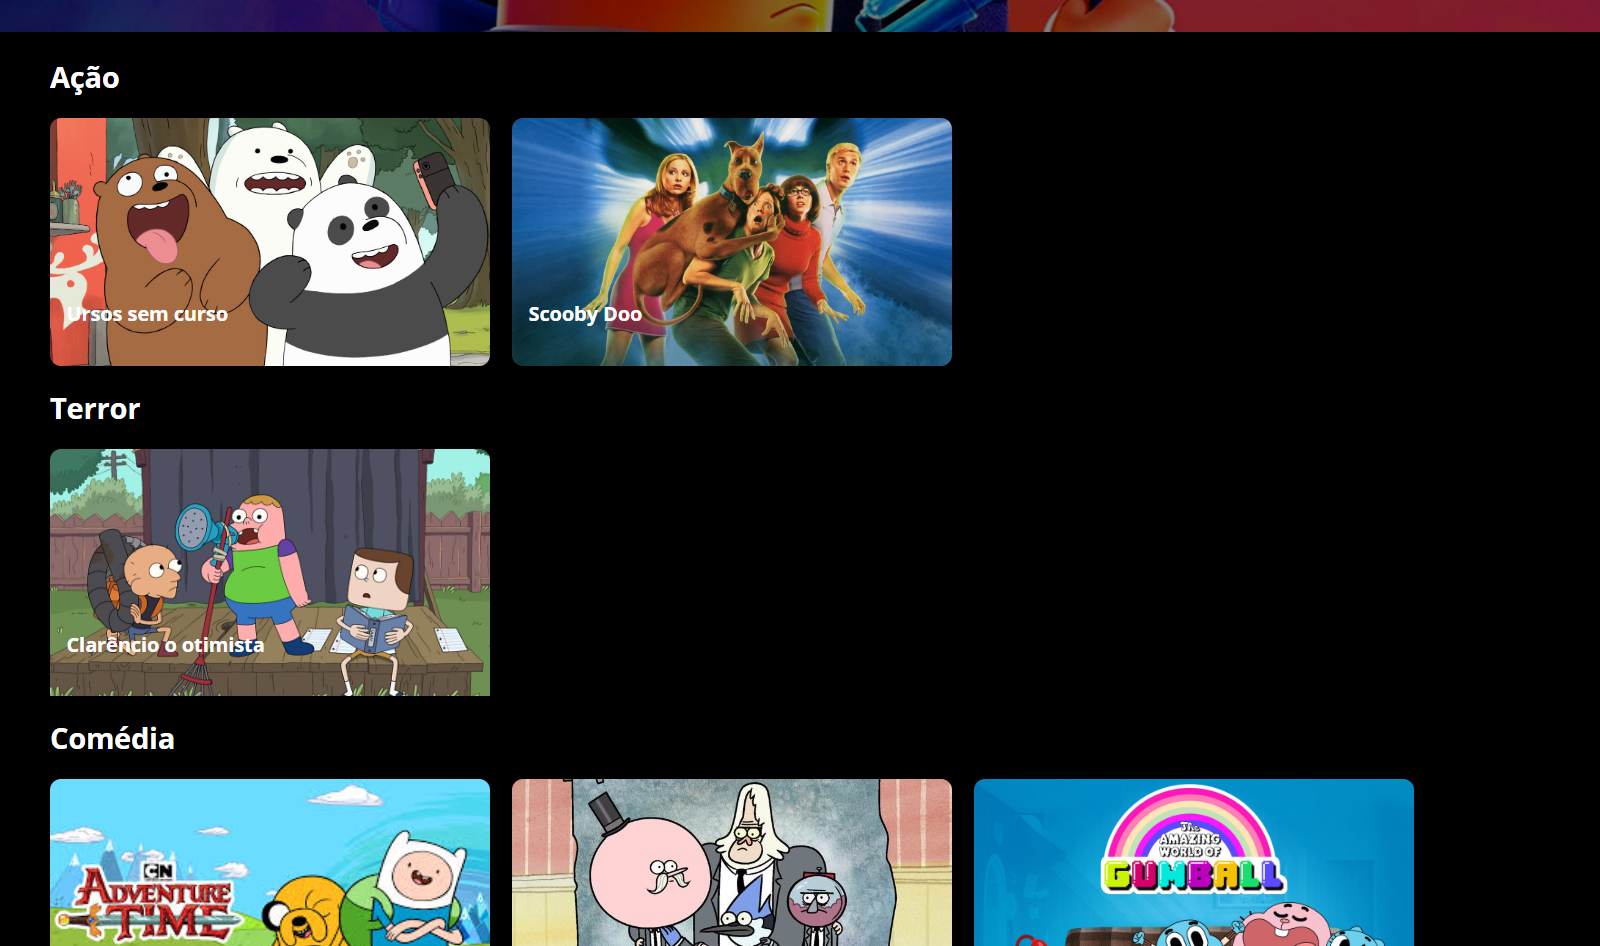 Ação
Ursos sem curso
Scooby Doo
Terror
Clarêncio o otimista
Comédia
CN
ADVENTURE
TIME
The
AMAZING
WORLD OF
GUMBALL